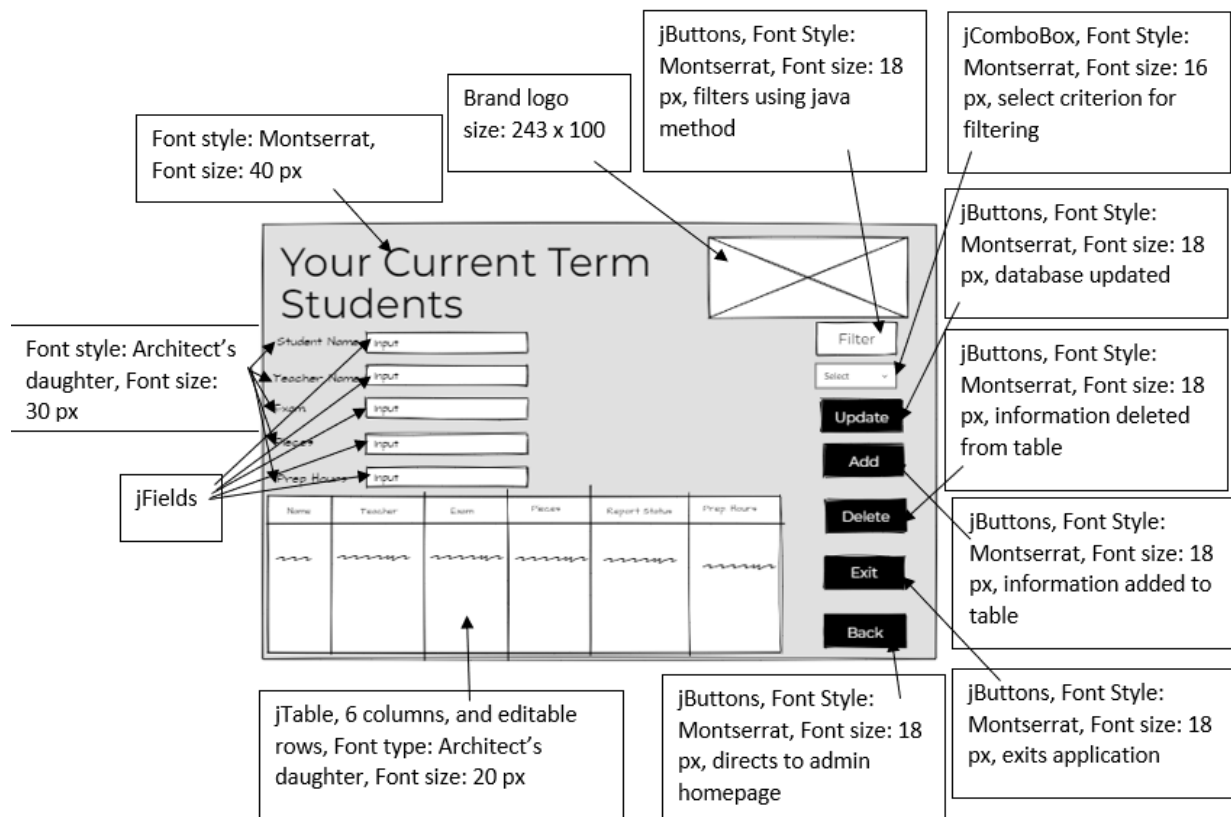 jButtons, Font Style:
Montserrat, Font size: 18
px, filters using java
method
jComboBox, Font Style:
Montserrat, Font size: 16
px, select criterion for
filtering
Brand logo
size: 243 x 100
Font style: Montserrat,
Font size: 40 px
jButtons, Font Style:
Montserrat, Font size: 18
px, database updated
Your Current Term
Students
Font style: Architect’s
daughter, Font size:
30 px
Student Name
Input
Teacher Name
Input
Exam
Input
Pieces
Input
Prep Hours
Input
Filter
Select
Update
Add
Delete
Exit
Back
jButtons, Font Style:
Montserrat, Font size: 18
px, information deleted
from table
jFields
Name Teacher Exam Pieces Report Status Prep Hours
jButtons, Font Style:
Montserrat, Font size: 18
px, information added to
table
jTable, 6 columns, and editable
rows, Font type: Architect’s
daughter, Font size: 20 px
jButtons, Font Style:
Montserrat, Font size: 18
px, directs to admin
homepage
jButtons, Font Style:
Montserrat, Font size: 18
px, exits application